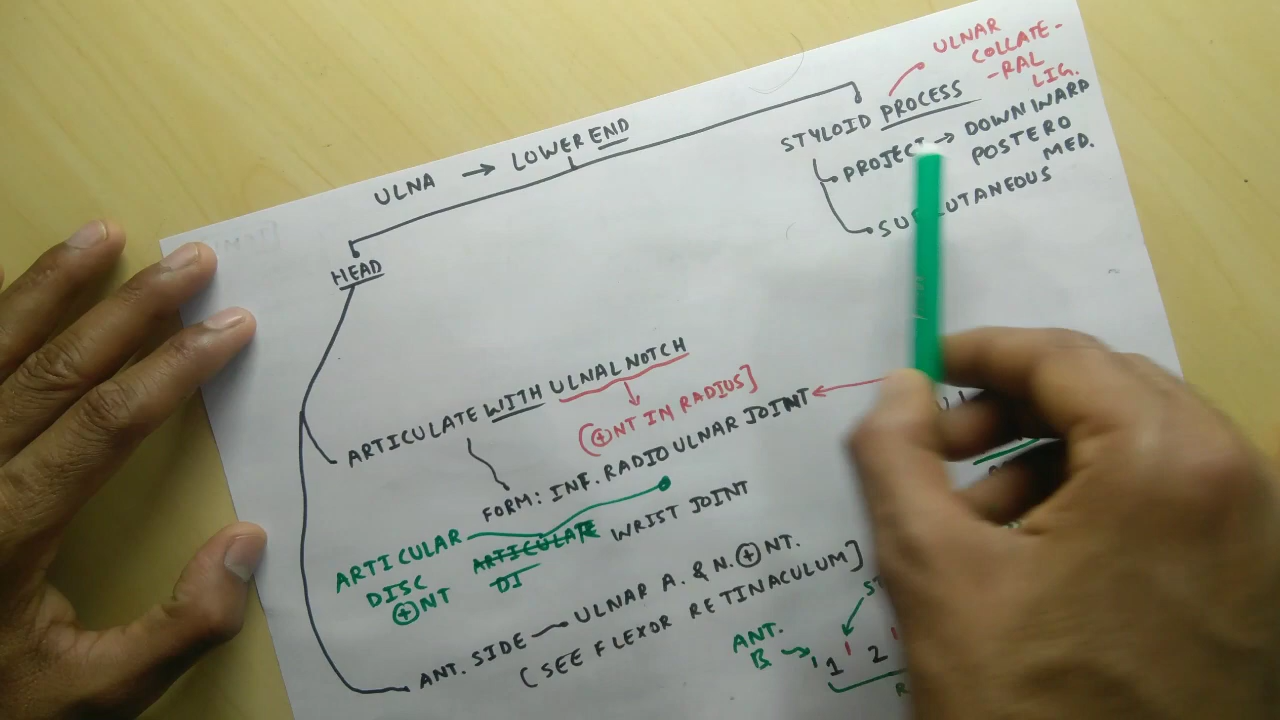 ULNA → LOWER END
STYLOID PROCESS
ULNAR
COLLATE-
-RAL
LIG.
PROJECT → DOWNWARD
POSTERO
MED.
SUBCUTANEOUS
HEAD
ARTICULATE WITH ULNAL NOTCH
(⊕NT IN RADIUS]
FORM: INF. RADIOULNAR JOINT
ARTICULAR
DISC
⊕NT
ARTICULATE
DI
WRIST JOINT
ANT. SIDE — ULNAR A. & N. ⊕NT.
(SEE FLEXOR RETINACULUM]
ANT.
B
1 2